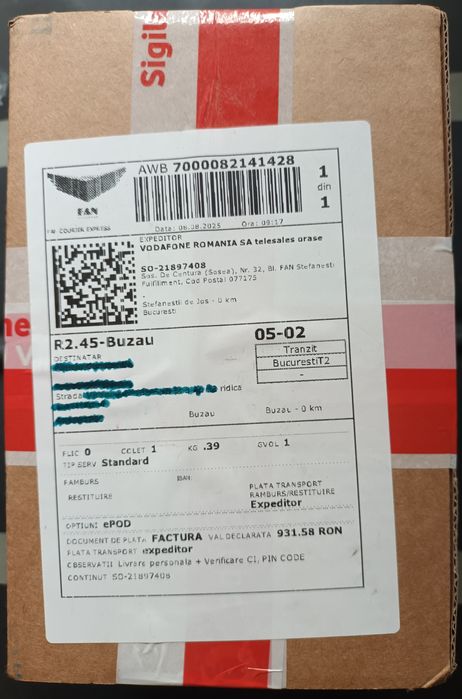 Sigil
AWB 7000082141428
1
din
1
FAN
FAN COURIER EXPRESS
Data: 06.08.2025 Ora: 09:17
EXPEDITOR
VODAFONE ROMANIA SA telesales orase
SO-21897408
Sos. De Centura (Sosea), Nr. 32, Bl. FAN Stefanesti
Fulfillment, Cod Postal 077175
-
Stefanestii de Jos - 0 km
Bucuresti
R2.45-Buzau
05-02
DESTINATAR
Tranzit
BucurestiT2
-
Strada
ridica
Buzau
Buzau - 0 km
PLIC 0 COLET 1 KG .39 GVOL 1
TIP SERV Standard
RAMBURS IBAN:
RESTITUIRE
PLATA TRANSPORT
RAMBURS/RESTITUIRE
Expeditor
OPTIUNI ePOD
DOCUMENT DE PLATA FACTURA VAL DECLARATA 931.58 RON
PLATA TRANSPORT expeditor
OBSERVATII Livrare personala + Verificare CI, PIN CODE
CONTINUT SO-21897408